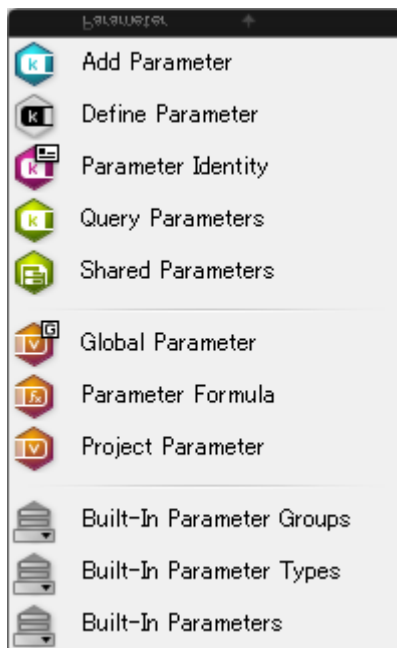 Parameter
Add Parameter
Define Parameter
Parameter Identity
Query Parameters
Shared Parameters
Global Parameter
Parameter Formula
Project Parameter
Built-In Parameter Groups
Built-In Parameter Types
Built-In Parameters